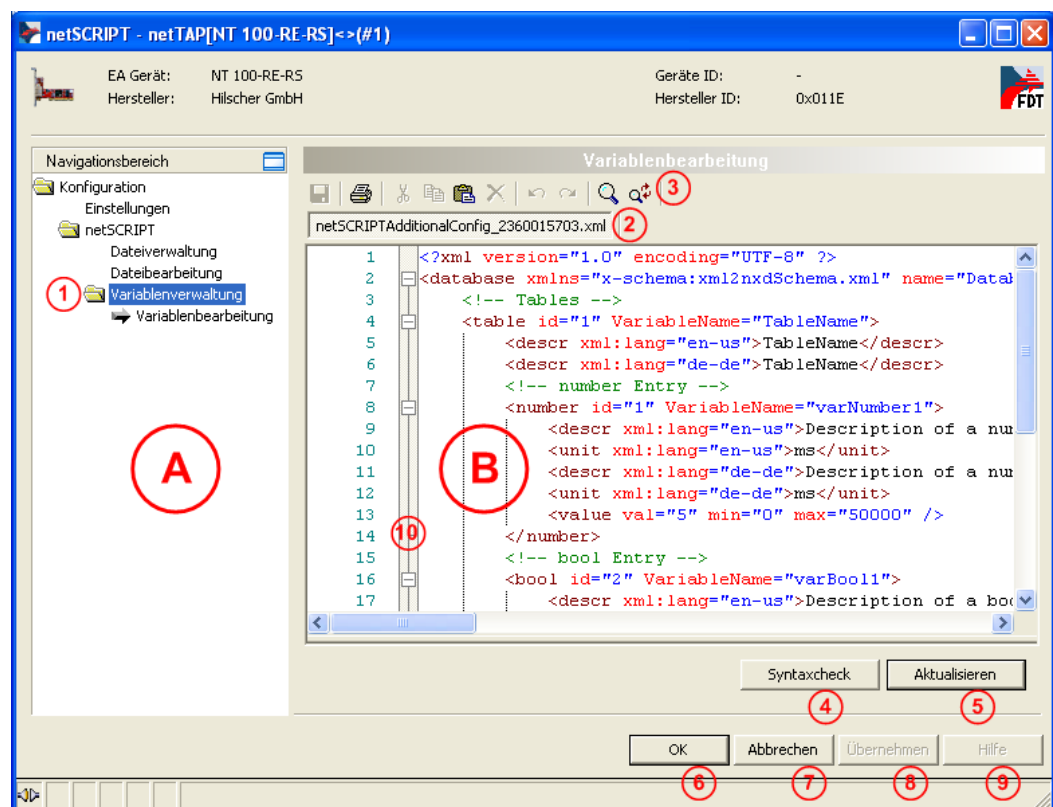 netSCRIPT - netTAP[NT 100-RE-RS]<>(#1)
EA Gerät: NT 100-RE-RS Geräte ID: -
Hersteller: Hilscher GmbH Hersteller ID: 0x011E
FDT
Navigationsbereich
Konfiguration
Einstellungen
netSCRIPT
Dateiverwaltung
Dateibearbeitung
1 Variablenverwaltung
Variablenbearbeitung
A
Variablenbearbeitung
3
netSCRIPTAdditionalConfig_2360015703.xml 2
1 <?xml version="1.0" encoding="UTF-8" ?>
2 <database xmlns="x-schema:xml2nxdSchema.xml" name="Datab
3 <!-- Tables -->
4 <table id="1" VariableName="TableName">
5 <descr xml:lang="en-us">TableName</descr>
6 <descr xml:lang="de-de">TableName</descr>
7 <!-- number Entry -->
8 <number id="1" VariableName="varNumber1">
9 <descr xml:lang="en-us">Description of a num
10 <unit xml:lang="en-us">ms</unit>
11 <descr xml:lang="de-de">Description of a num
12 <unit xml:lang="de-de">ms</unit>
13 <value val="5" min="0" max="50000" />
14 </number>
15 <!-- bool Entry -->
16 <bool id="2" VariableName="varBool1">
17 <descr xml:lang="en-us">Description of a boo
B
10
Syntaxcheck Aktualisieren
4 5
OK Abbrechen Übernehmen Hilfe
6 7 8 9